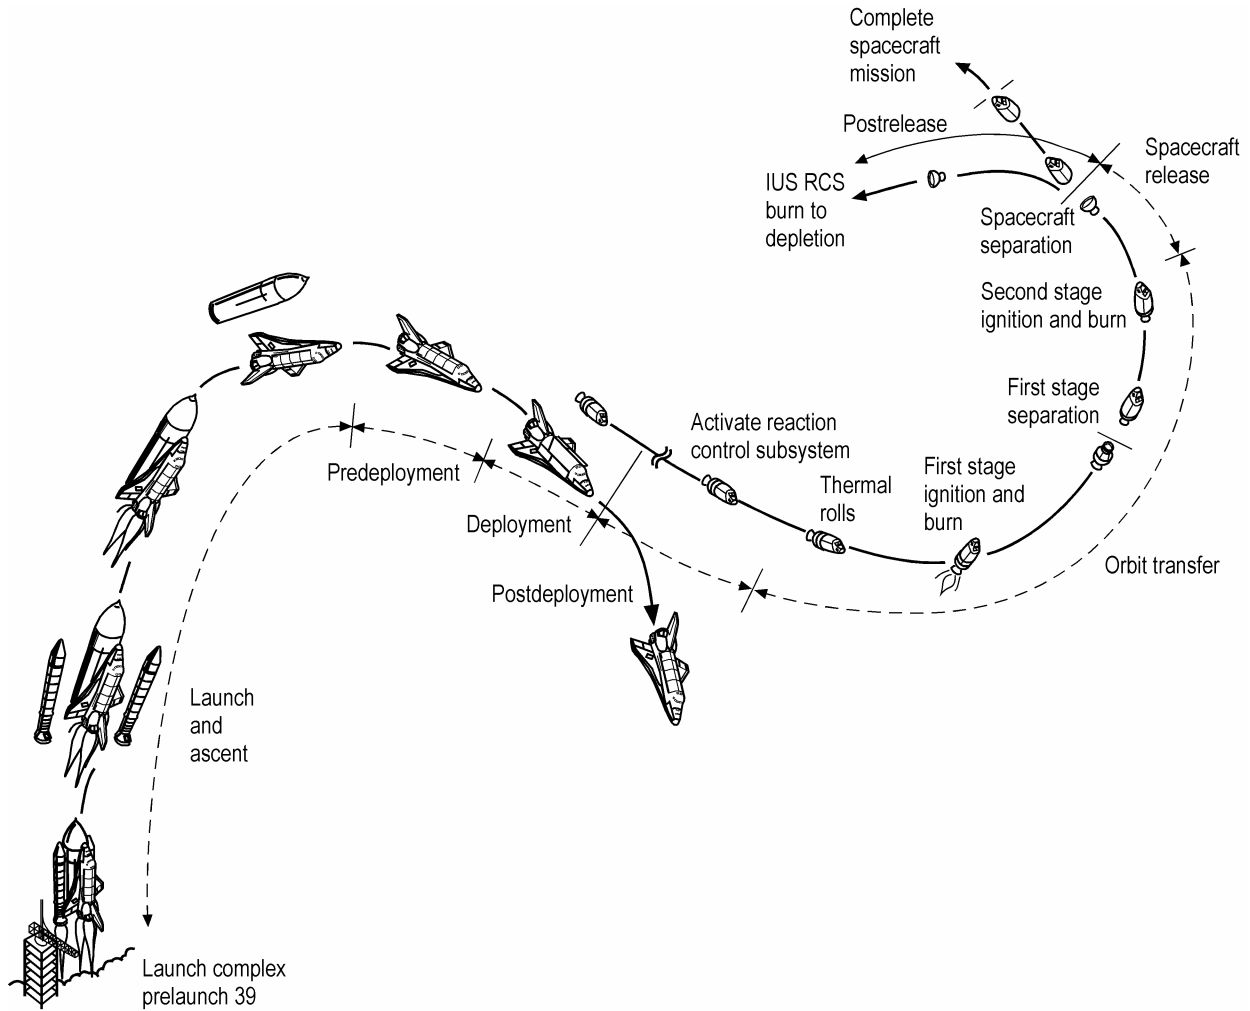 Complete
spacecraft
mission
Postrelease
Spacecraft
release
IUS RCS
burn to
depletion
Spacecraft
separation
Second stage
ignition and burn
First stage
separation
Activate reaction
control subsystem
Thermal
rolls
First stage
ignition and
burn
Predeployment
Deployment
Orbit transfer
Postdeployment
Launch
and
ascent
Launch complex
prelaunch 39